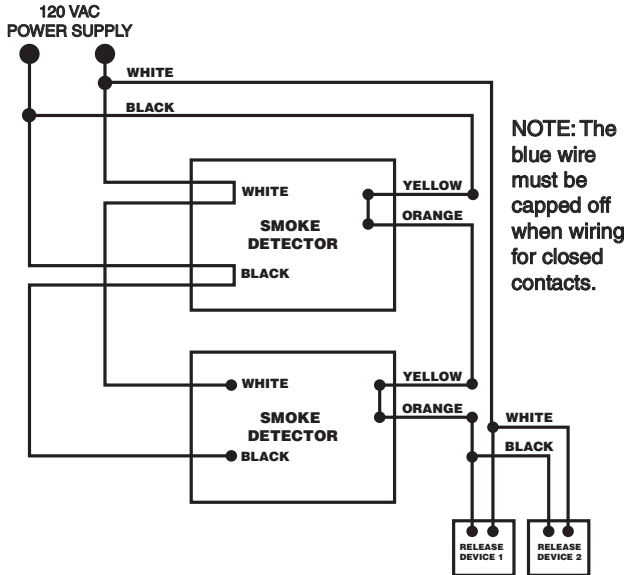 120 VAC
POWER SUPPLY
WHITE
BLACK
NOTE: The
blue wire
must be
capped off
when wiring
for closed
contacts.
WHITE
YELLOW
ORANGE
SMOKE
DETECTOR
BLACK
WHITE
YELLOW
ORANGE
SMOKE
DETECTOR
BLACK
WHITE
BLACK
RELEASE
DEVICE 1
RELEASE
DEVICE 2